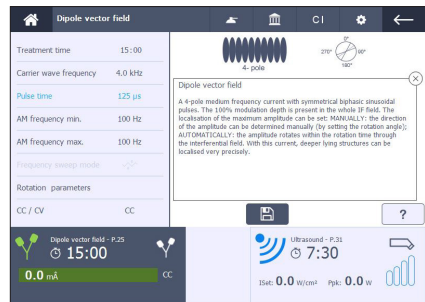 Dipole vector field
CI
Treatment time 15:00
Carrier wave frequency 4.0 kHz
Pulse time 125 µs
AM frequency min. 100 Hz
AM frequency max. 100 Hz
Frequency sweep mode
Rotation parameters
CC / CV CC
4- pole
0°
270° 90°
180°
Dipole vector field
A 4-pole medium frequency current with symmetrical biphasic sinusoidal
pulses. The 100% modulation depth is present in the whole IF field. The
localisation of the maximum amplitude can be set: MANUALLY: the direction
of the amplitude can be determined manually (by setting the rotation angle);
AUTOMATICALLY: the amplitude rotates within the rotation time through
the interferential field. With this current, deeper lying structures can be
localised very precisely.
?
Dipole vector field - P.25
15:00
0.0 mA CC
Ultrasound - P.31
7:30
ISet: 0.0 W/cm² Ppk: 0.0 W